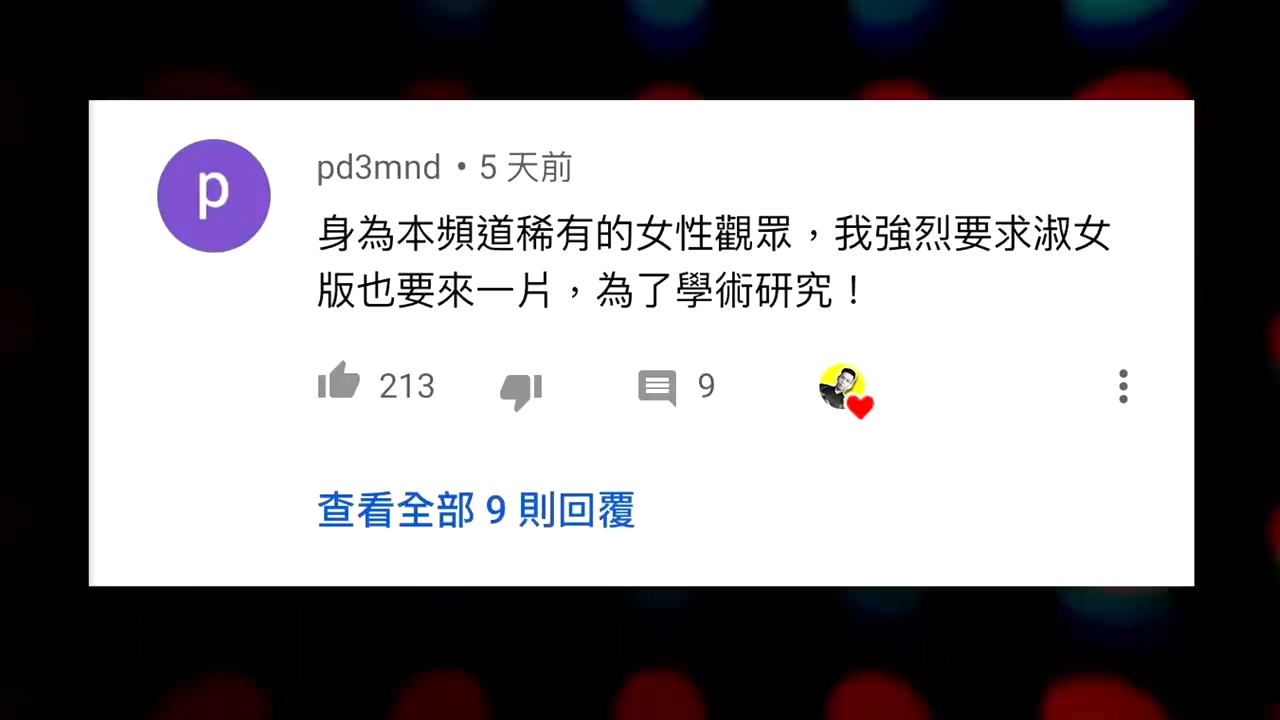 p
pd3mnd • 5 天前
身為本頻道稀有的女性觀眾，我強烈要求淑女
版也要來一片，為了學術研究！
213 9
查看全部 9 則回覆